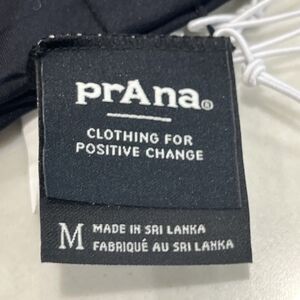 prAna®
CLOTHING FOR
POSITIVE CHANGE
M MADE IN SRI LANKA
FABRIQUÉ AU SRI LANKA